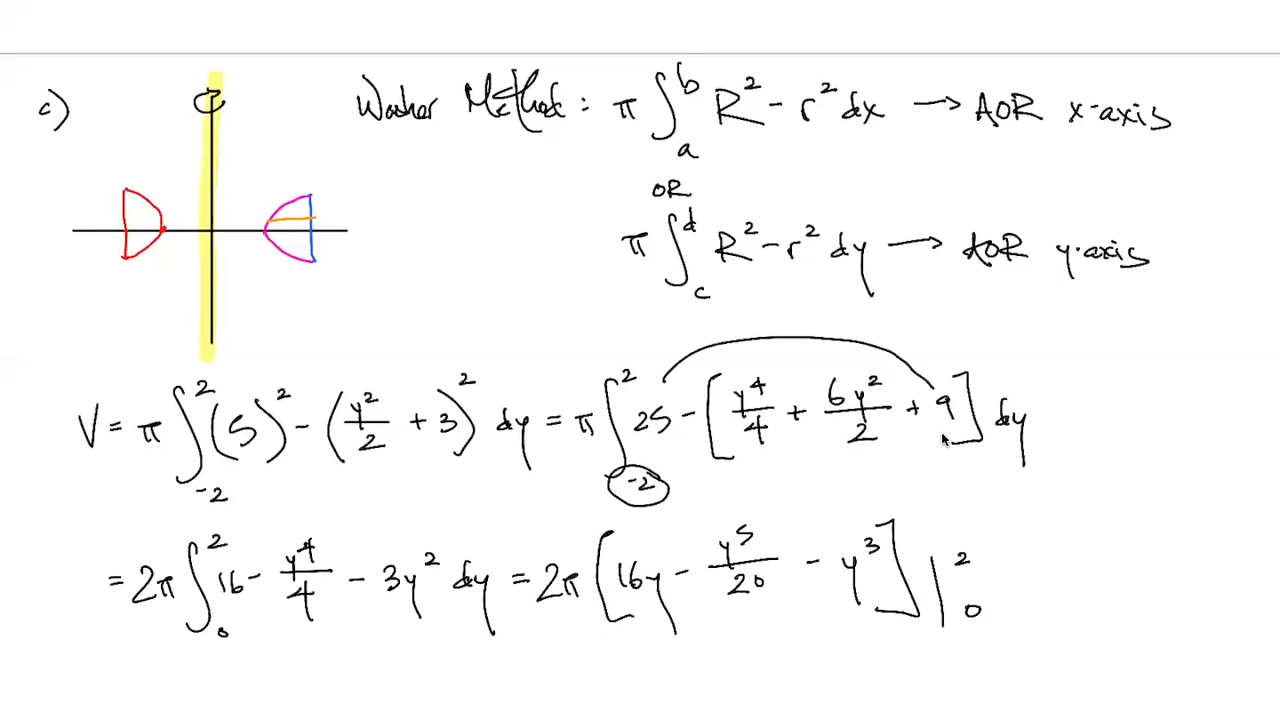 c) Washer Method: π ∫_a^b R² - r² dx → AOR x-axis
OR
π ∫_c^d R² - r² dy → AOR y-axis
V = π ∫_{-2}^{2} (5)² - (y²/2 + 3)² dy = π ∫_{-2}^{2} 25 - [y⁴/4 + 6y²/2 + 9] dy
= 2π ∫_0^2 16 - y⁴/4 - 3y² dy = 2π [16y - y⁵/20 - y³] |_0^2